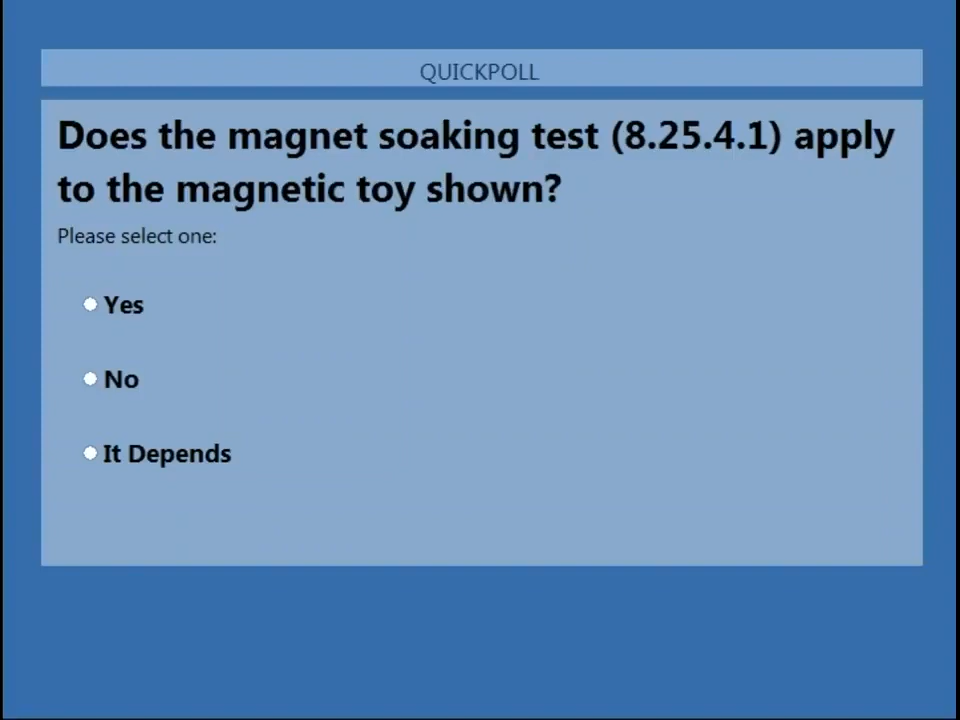 QUICKPOLL
Does the magnet soaking test (8.25.4.1) apply
to the magnetic toy shown?
Please select one:
Yes
No
It Depends